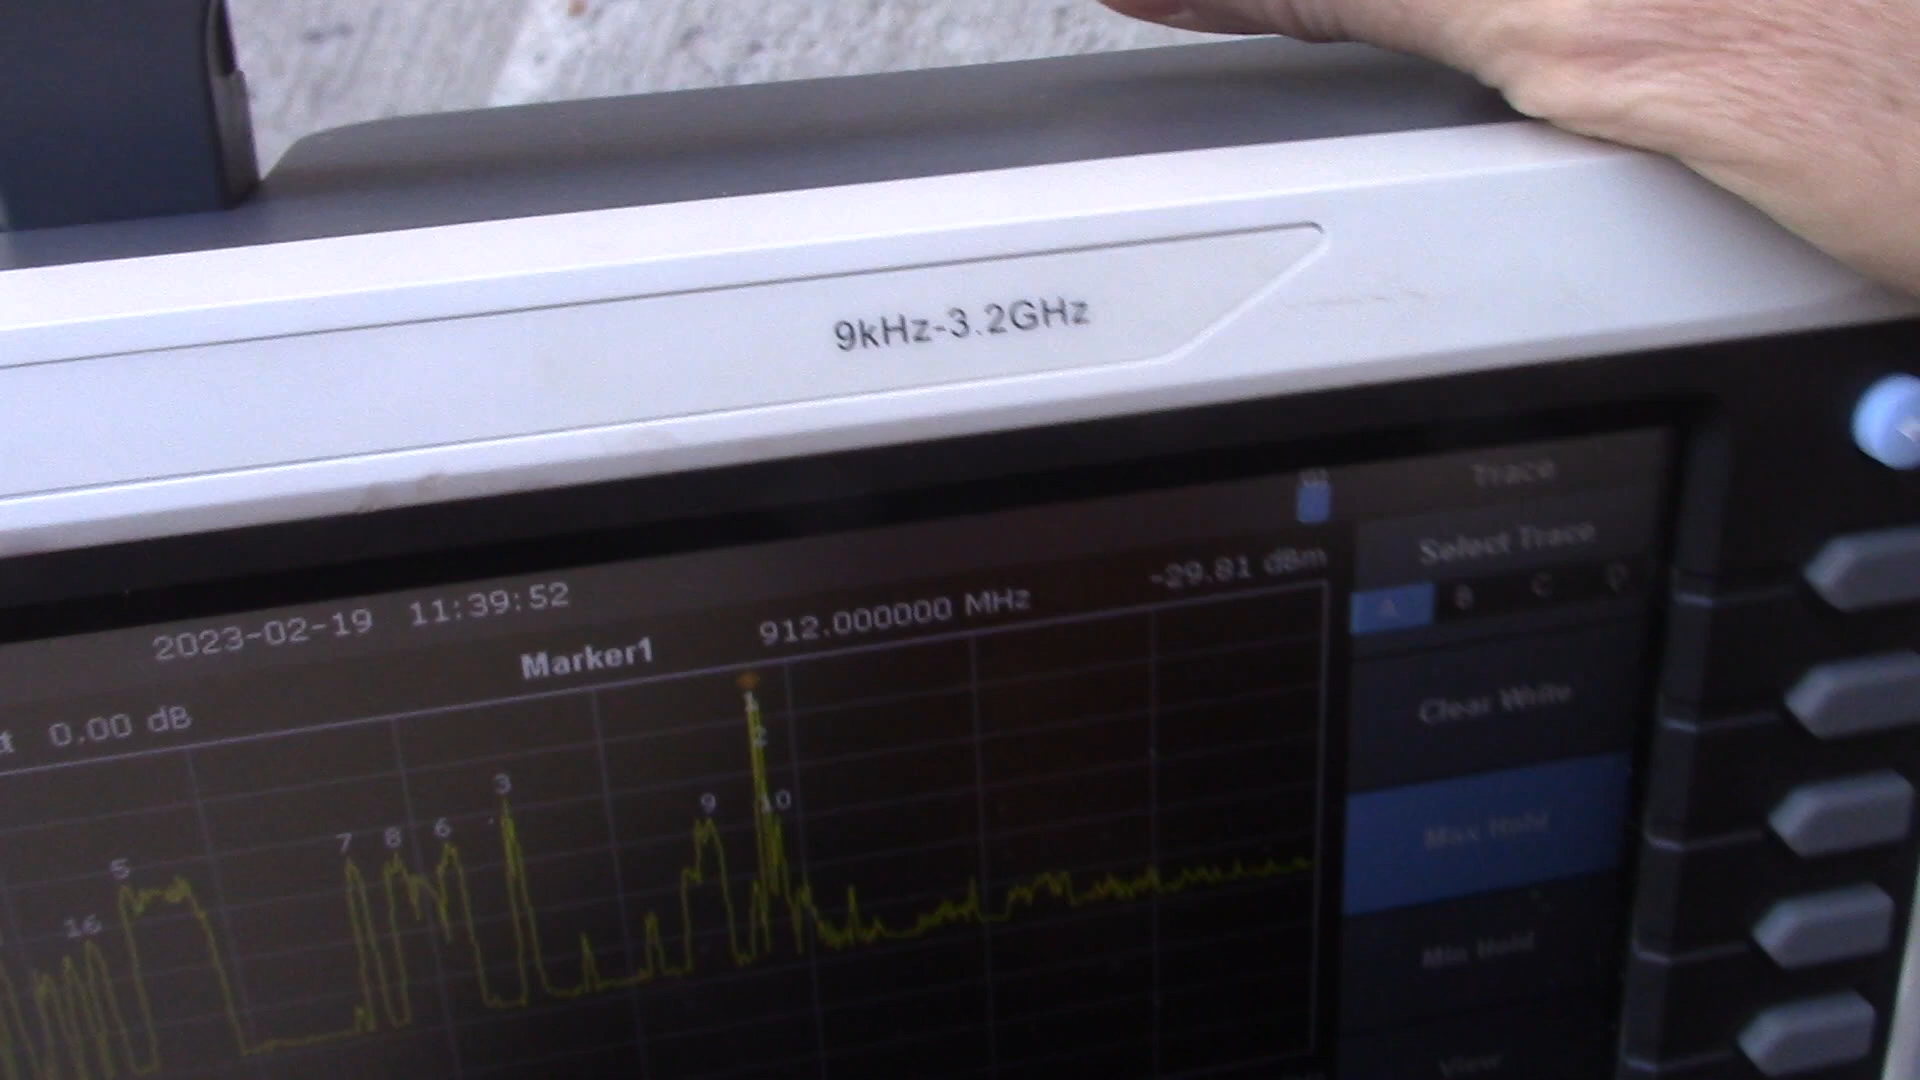 9kHz-3.2GHz
Trace
Select Trace
A B C D
2023-02-19 11:39:52
Marker1 912.000000 MHz -29.81 dBm
0.00 dB
Clear Write
1
2
3
10
9
6
8
7
5
16
Max Hold
Min Hold
View